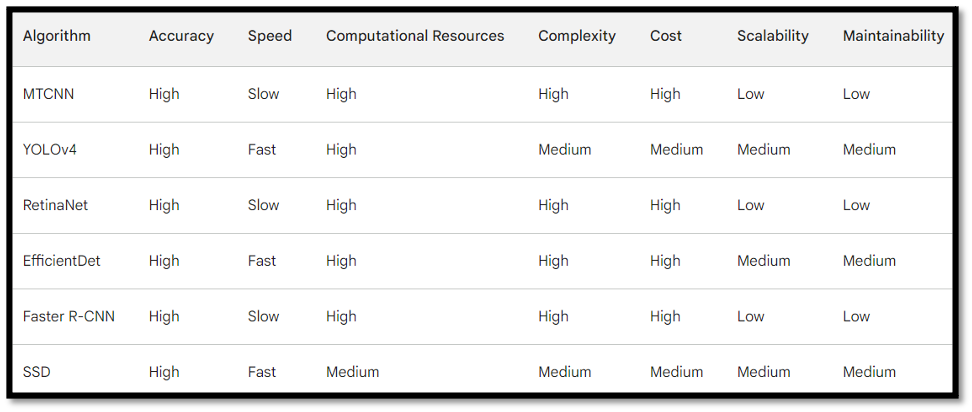 Algorithm Accuracy Speed Computational Resources Complexity Cost Scalability Maintainability
MTCNN High Slow High High High Low Low
YOLOv4 High Fast High Medium Medium Medium Medium
RetinaNet High Slow High High High Low Low
EfficientDet High Fast High High High Medium Medium
Faster R-CNN High Slow High High High Low Low
SSD High Fast Medium Medium Medium Medium Medium